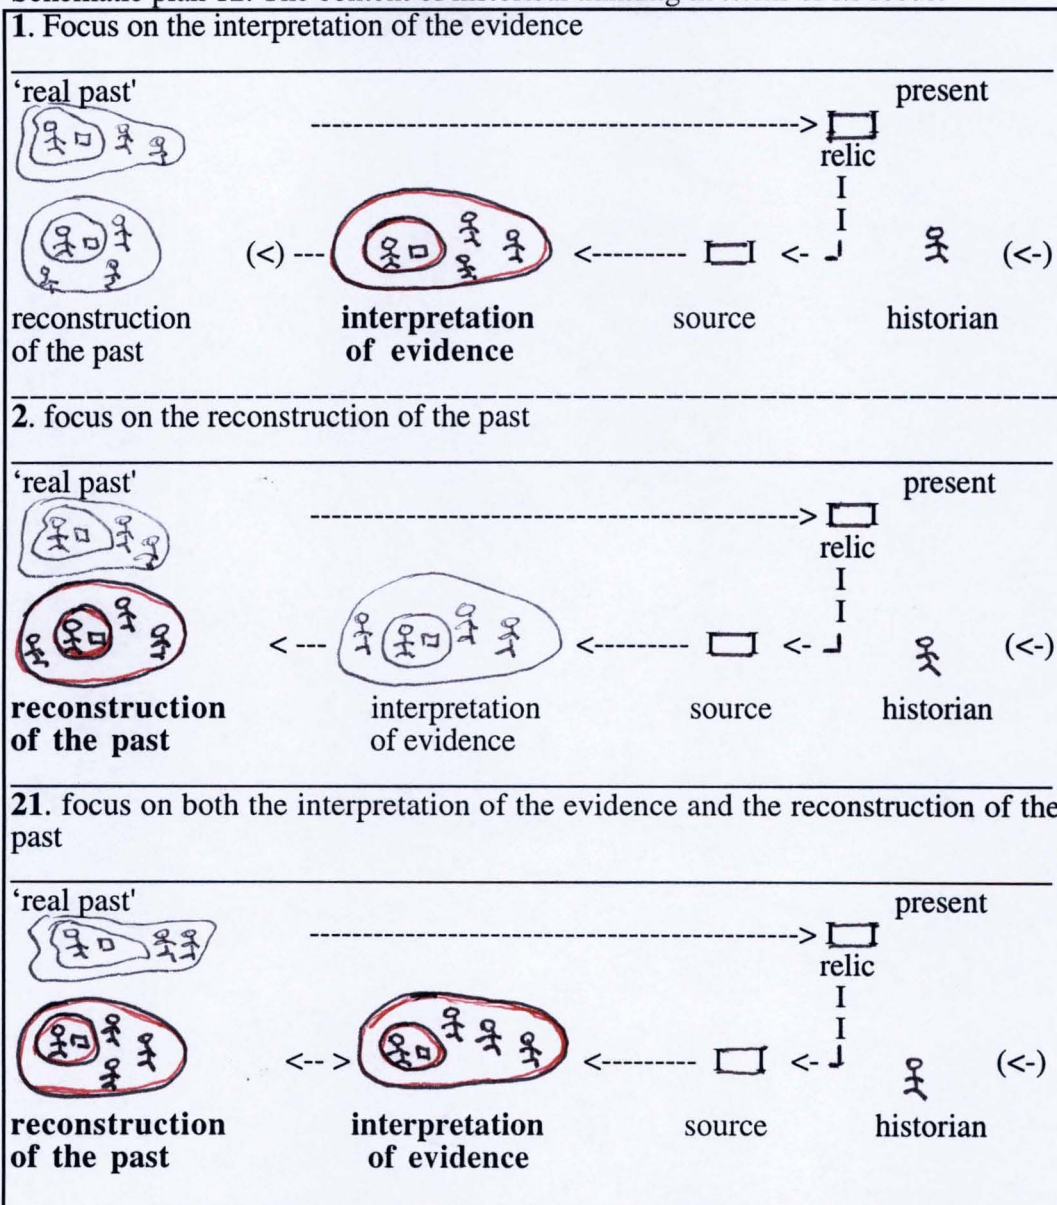 1. Focus on the interpretation of the evidence
'real past' present
---------------------------------------------->
relic
I
I
(<) --- <--------- <- ┘ (<-)
reconstruction interpretation source historian
of the past of evidence
2. focus on the reconstruction of the past
'real past' present
---------------------------------------------->
relic
I
I
< --- <--------- <- ┘ (<-)
reconstruction interpretation source historian
of the past of evidence
21. focus on both the interpretation of the evidence and the reconstruction of the
past
'real past' present
---------------------------------------------->
relic
I
I
<-- > <--------- <- ┘ (<-)
reconstruction interpretation source historian
of the past of evidence